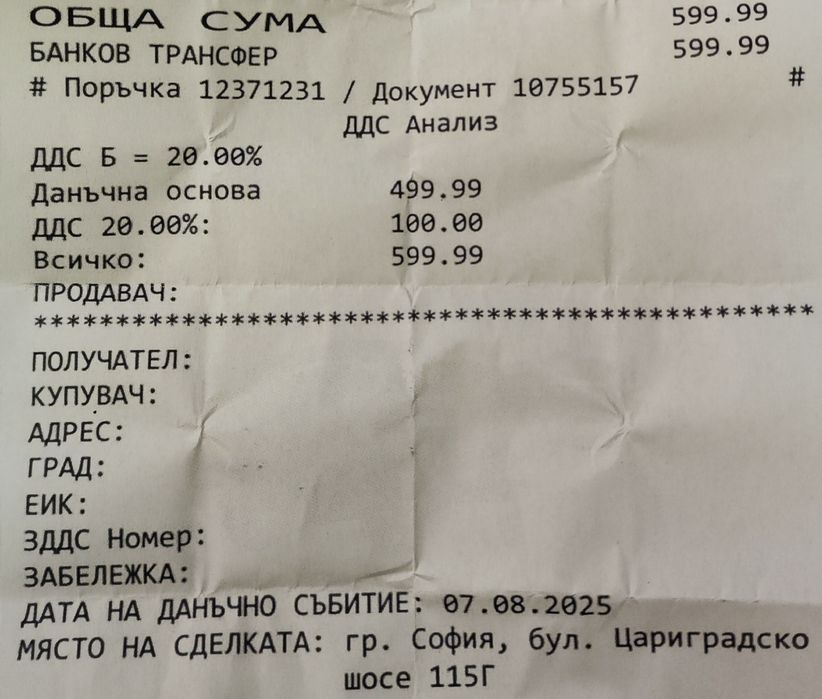 ОБЩА СУМА 599.99
БАНКОВ ТРАНСФЕР 599.99
# Поръчка 12371231 / Документ 10755157 #
ДДС Анализ
ДДС Б = 20.00%
Данъчна основа 499.99
ДДС 20.00%: 100.00
Всичко: 599.99
ПРОДАВАЧ:
************************************************
ПОЛУЧАТЕЛ:
КУПУВАЧ:
АДРЕС:
ГРАД:
ЕИК:
ЗДДС Номер:
ЗАБЕЛЕЖКА:
ДАТА НА ДАНЪЧНО СЪБИТИЕ: 07.08.2025
МЯСТО НА СДЕЛКАТА: гр. София, бул. Цариградско
шосе 115Г